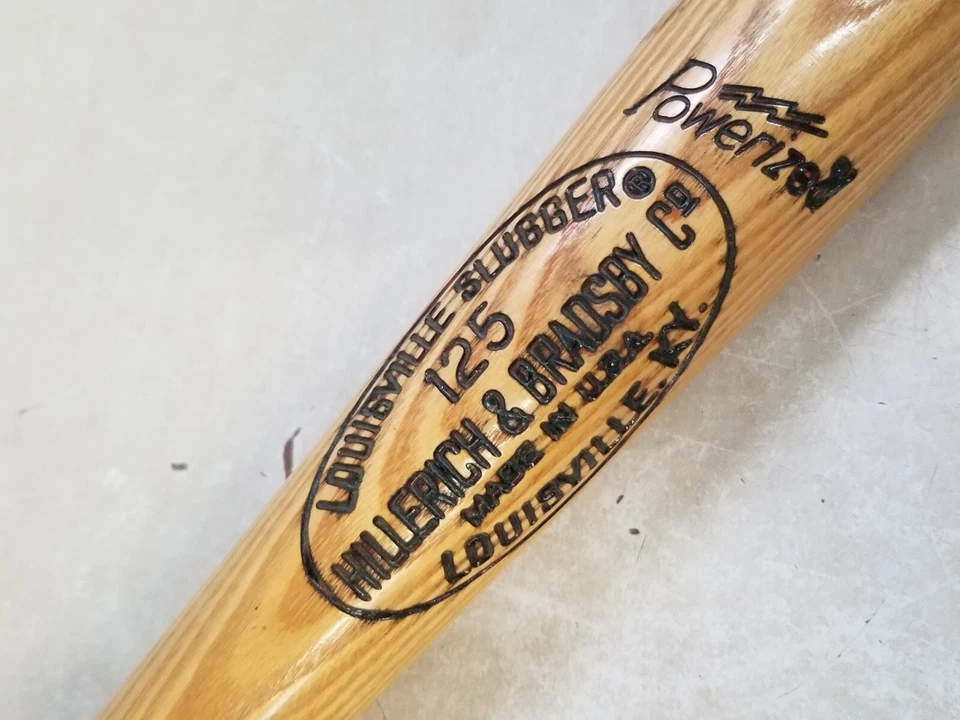 Powerized
LOUISVILLE SLUGGER®
125
HILLERICH & BRADSBY Co
MADE IN U.S.A.
LOUISVILLE, KY.